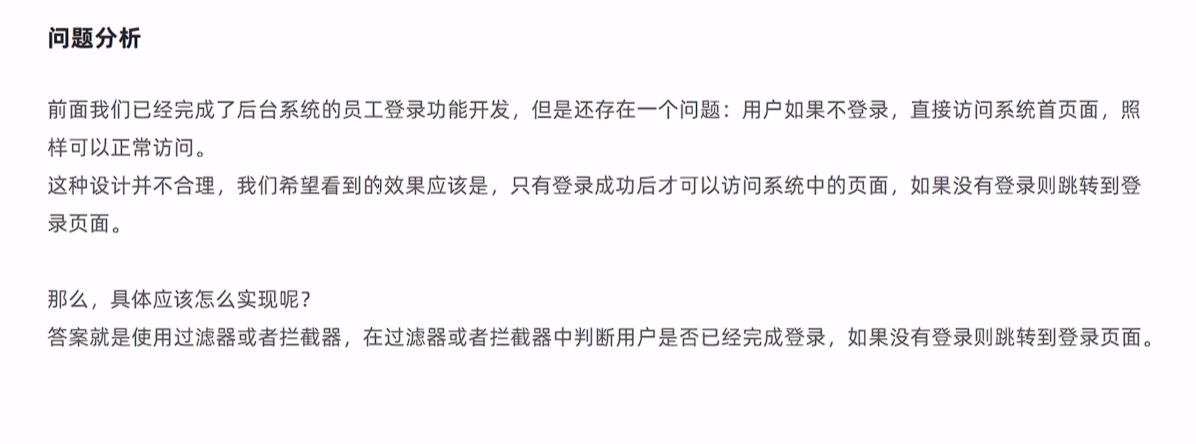 问题分析
前面我们已经完成了后台系统的员工登录功能开发，但是还存在一个问题：用户如果不登录，直接访问系统首页面，照
样可以正常访问。
这种设计并不合理，我们希望看到的效果应该是，只有登录成功后才可以访问系统中的页面，如果没有登录则跳转到登
录页面。
那么，具体应该怎么实现呢？
答案就是使用过滤器或者拦截器，在过滤器或者拦截器中判断用户是否已经完成登录，如果没有登录则跳转到登录页面。